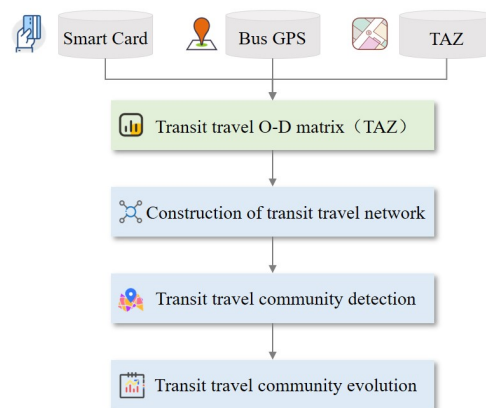 Smart Card
Bus GPS
TAZ
Transit travel O-D matrix（TAZ）
Construction of transit travel network
Transit travel community detection
Transit travel community evolution